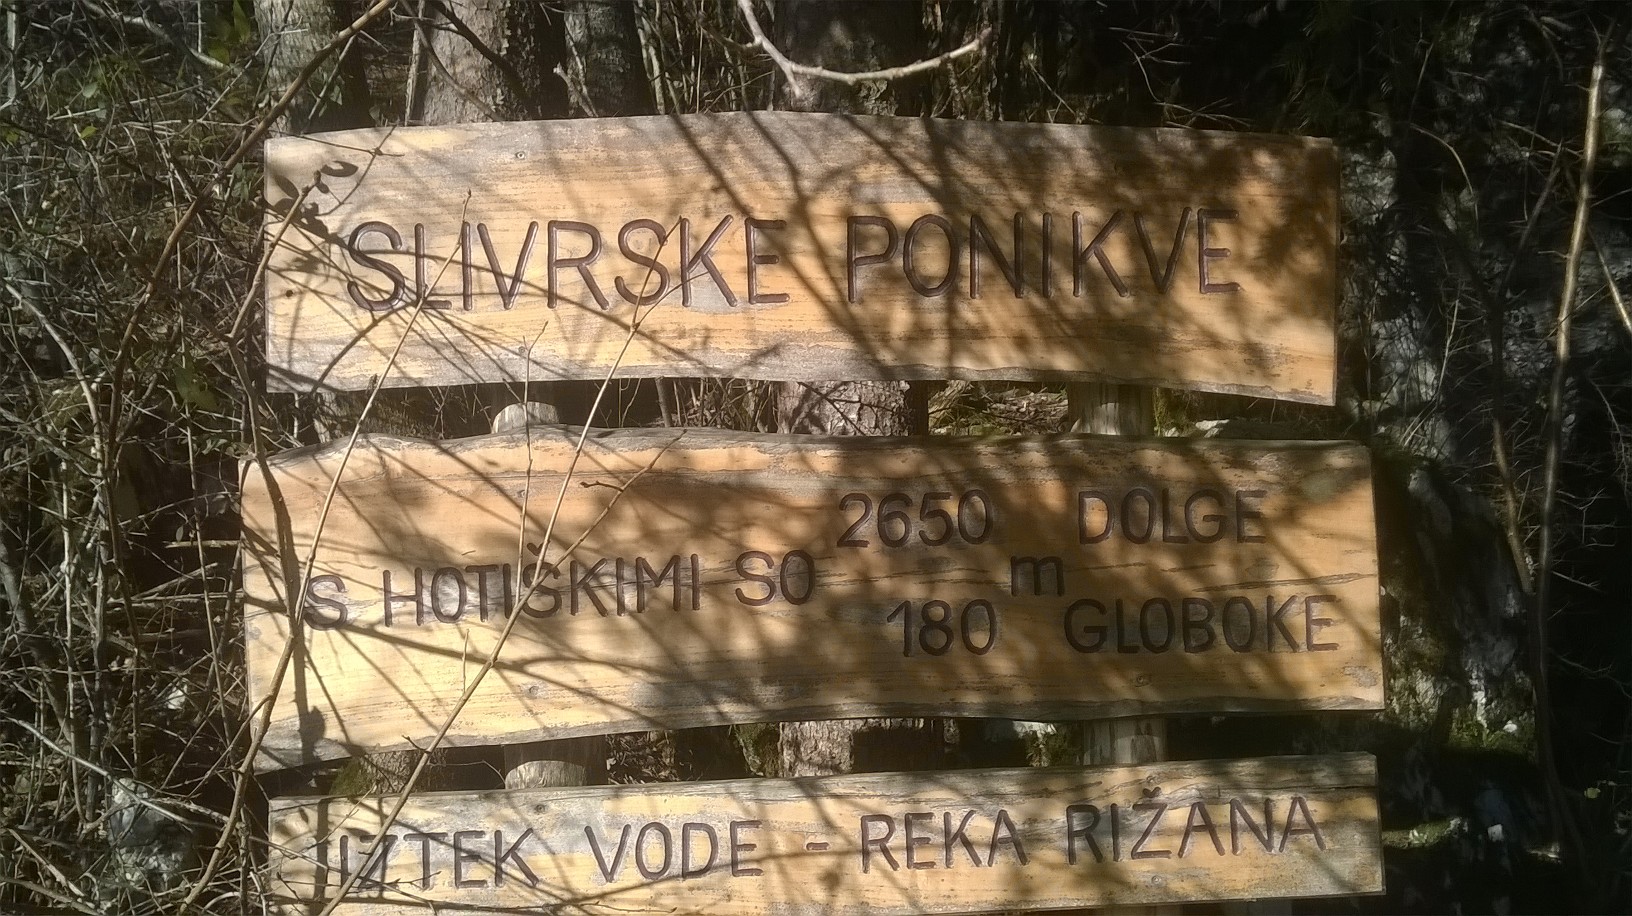 SLIVRSKE PONIKVE
S HOTIŠKIMI SO 2650 m DOLGE
180 GLOBOKE
IZTEK VODE - REKA RIŽANA